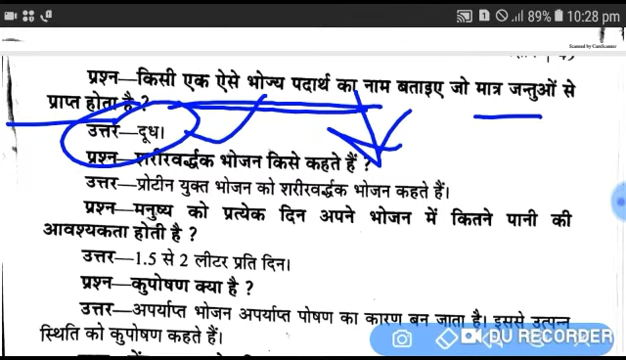 89% 10:28 pm
Scanned by CamScanner
प्रश्न—किसी एक ऐसे भोज्य पदार्थ का नाम बताइए जो मात्र जन्तुओं से
प्राप्त होता है ?
उत्तर—दूध।
प्रश्न—शरीरवर्द्धक भोजन किसे कहते हैं ?
उत्तर—प्रोटीन युक्त भोजन को शरीरवर्द्धक भोजन कहते हैं।
प्रश्न—मनुष्य को प्रत्येक दिन अपने भोजन में कितने पानी की
आवश्यकता होती है ?
उत्तर—1.5 से 2 लीटर प्रति दिन।
प्रश्न—कुपोषण क्या है ?
उत्तर—अपर्याप्त भोजन अपर्याप्त पोषण का कारण बन जाता है। इससे उत्पन्न
स्थिति को कुपोषण कहते हैं।
DU RECORDER